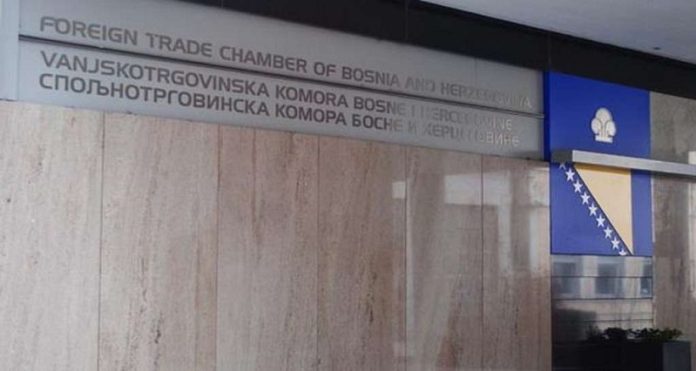 FOREIGN TRADE CHAMBER OF BOSNIA AND HERZEGOVINA
VANJSKOTRGOVINSKA KOMORA BOSNE I HERCEGOVINE
СПОЉНОТРГОВИНСКА КОМОРА БОСНЕ И ХЕРЦЕГОВИНЕ